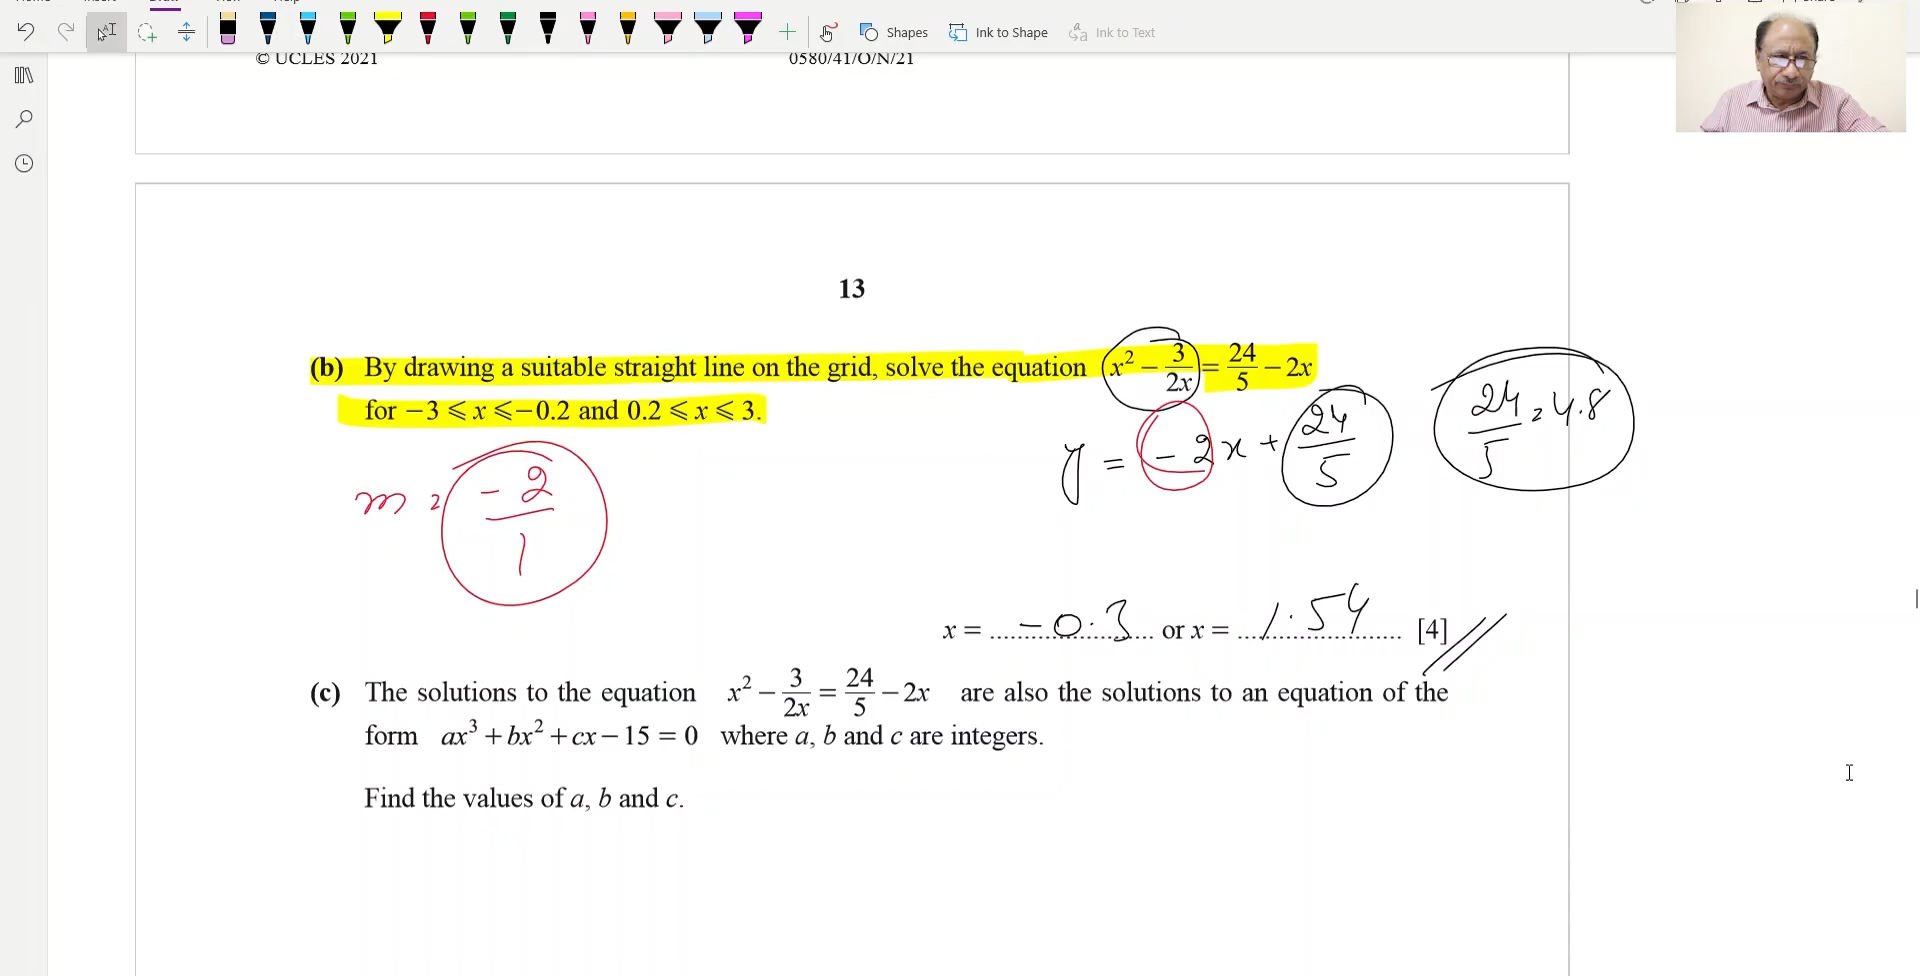 Shapes Ink to Shape Ink to Text
© UCLES 2021 0580/41/O/N/21
13
(b) By drawing a suitable straight line on the grid, solve the equation x² − 3/2x = 24/5 − 2x
for −3 ⩽ x ⩽ −0.2 and 0.2 ⩽ x ⩽ 3.
24/5 = 4.8
y = −2x + 24/5
m = −2/1
x = −0.3 or x = 1.54 [4]
(c) The solutions to the equation x² − 3/2x = 24/5 − 2x are also the solutions to an equation of the
form ax³ + bx² + cx − 15 = 0 where a, b and c are integers.
Find the values of a, b and c.